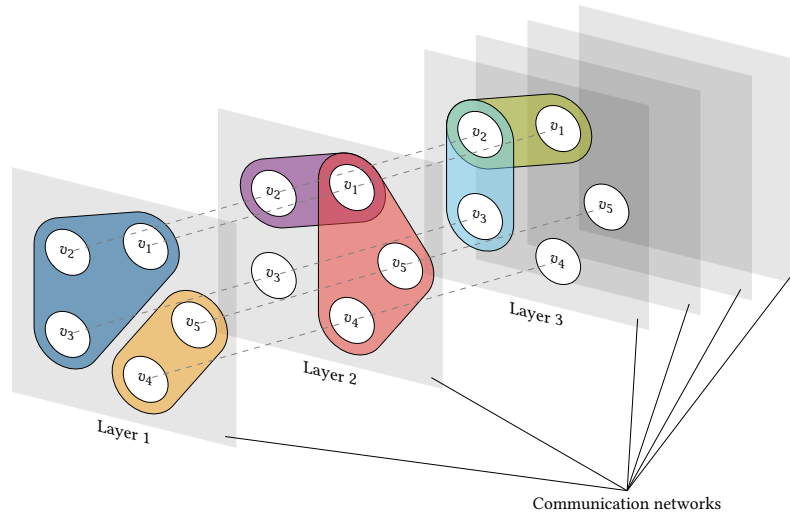 v2
v1
v3
v5
v4
Layer 1
v2
v1
v3
v5
v4
Layer 2
v2
v1
v3
v5
v4
Layer 3
Communication networks